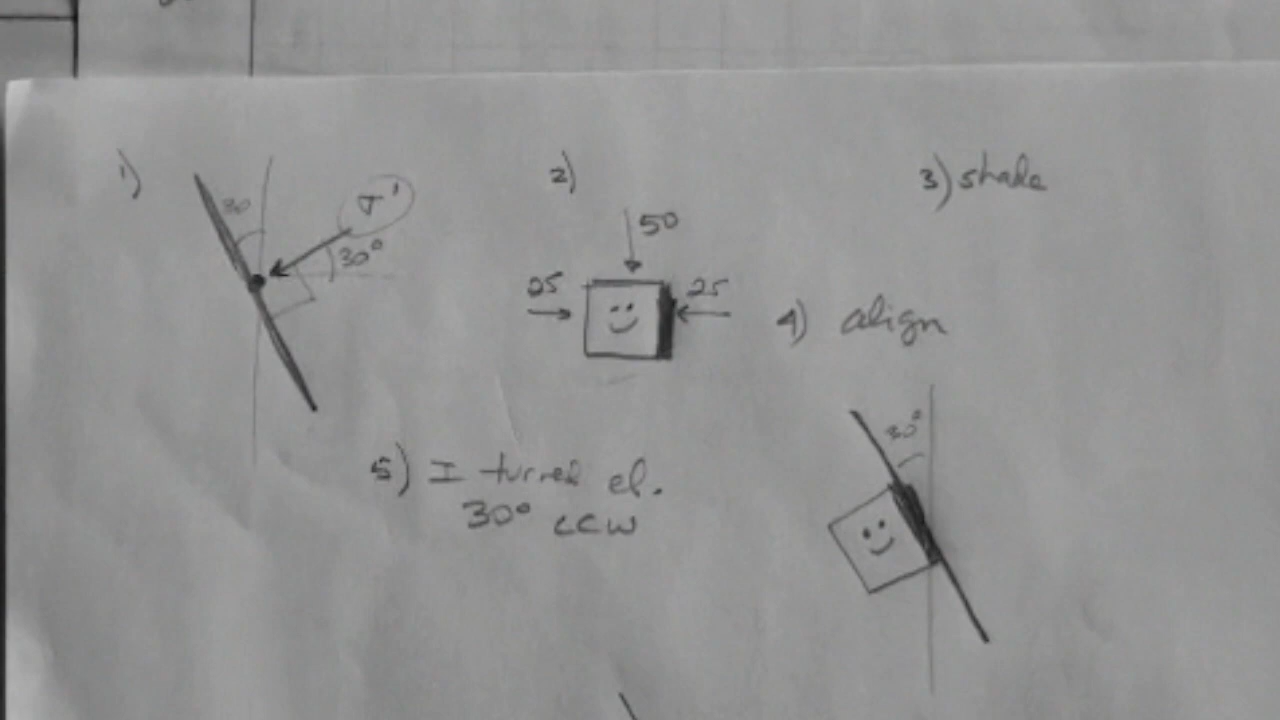 1)
30
σ'
30°
2)
50
25
25
3) shade
4) align
30°
5) I turned el.
30° CCW